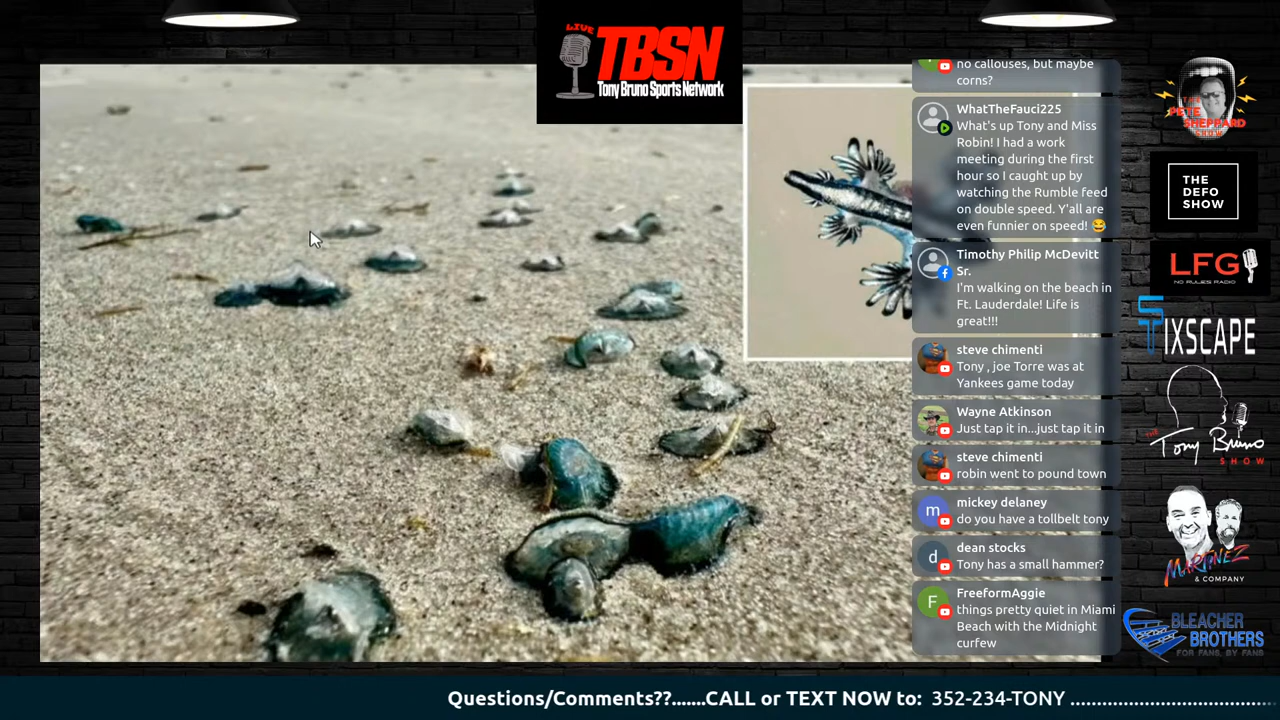 LIVE
TBSN
Tony Bruno Sports Network
no callouses, but maybe
corns?
WhatTheFauci225
What's up Tony and Miss
Robin! I had a work
meeting during the first
hour so I caught up by
watching the Rumble feed
on double speed. Y'all are
even funnier on speed! 😂
Timothy Philip McDevitt
Sr.
I'm walking on the beach in
Ft. Lauderdale! Life is
great!!!
steve chimenti
Tony , joe Torre was at
Yankees game today
Wayne Atkinson
Just tap it in...just tap it in
steve chimenti
robin went to pound town
m
mickey delaney
do you have a tollbelt tony
d
dean stocks
Tony has a small hammer?
F
FreeformAggie
things pretty quiet in Miami
Beach with the Midnight
curfew
THE
PETE
SHEPPARD
SHOW
THE
DEFO
SHOW
LFG
NO RULES RADIO
SIXSCAPE
THE
Tony Bruno
SHOW
MARTINEZ
& COMPANY
BLEACHER
BROTHERS
FOR FANS, BY FANS
Questions/Comments??.......CALL or TEXT NOW to: 352-234-TONY ......................................